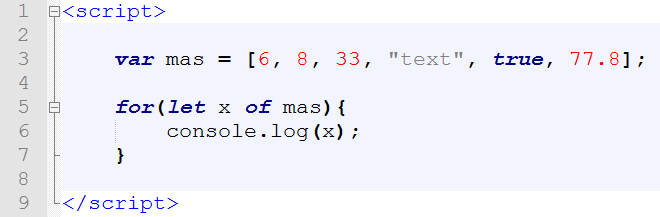 1 <script>
2
3 var mas = [6, 8, 33, "text", true, 77.8];
4
5 for(let x of mas){
6 console.log(x);
7 }
8
9 </script>